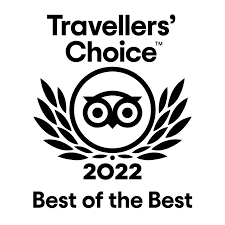 Travellers’
Choice™
2022
Best of the Best